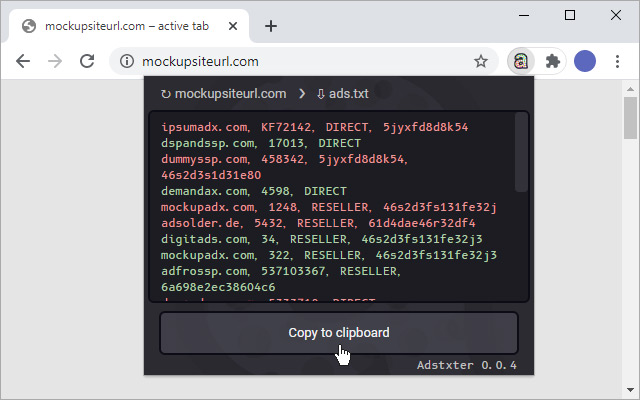 mockupsiteurl.com – active tab
mockupsiteurl.com
↻ mockupsiteurl.com > ⇩ ads.txt
ipsumadx.com, KF72142, DIRECT, 5jyxfd8d8k54
dspandssp.com, 17013, DIRECT
dummyssp.com, 458342, 5jyxfd8d8k54,
46s2d3s1d31e80
demandax.com, 4598, DIRECT
mockupadx.com, 1248, RESELLER, 46s2d3fs131fe32j
adsolder.de, 5432, RESELLER, 61d4dae46r32df4
digitads.com, 34, RESELLER, 46s2d3fs131fe32j3
mockupadx.com, 322, RESELLER, 46s2d3fs131fe32j3
adfrossp.com, 537103367, RESELLER,
6a698e2ec38604c6
Copy to clipboard
Adstxter 0.0.4